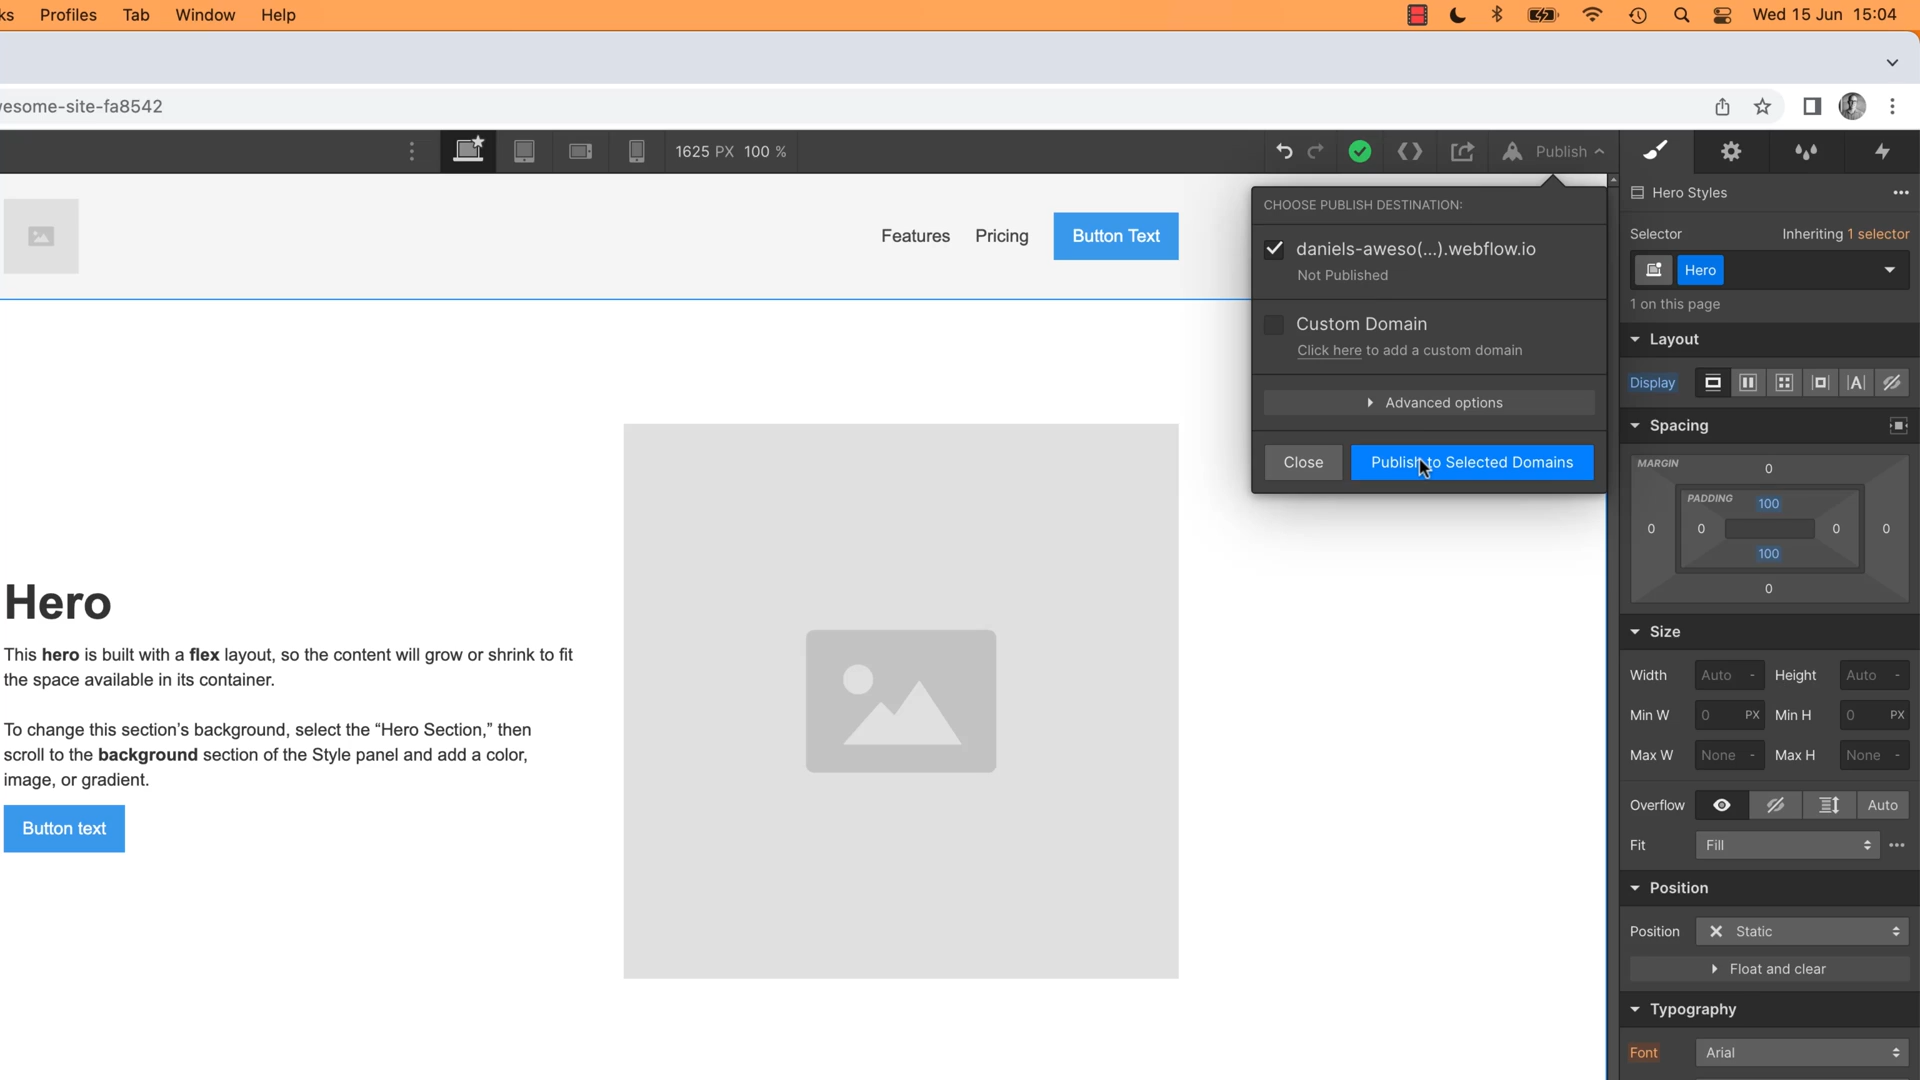 ks Profiles Tab Window Help Wed 15 Jun 15:04
esome-site-fa8542
1625 PX 100 % Publish
Hero Styles
CHOOSE PUBLISH DESTINATION:
daniels-aweso(...).webflow.io
Not Published
Custom Domain
Click here to add a custom domain
Advanced options
Close Publish to Selected Domains
Features Pricing Button Text
Hero
This hero is built with a flex layout, so the content will grow or shrink to fit
the space available in its container.
To change this section's background, select the “Hero Section,” then
scroll to the background section of the Style panel and add a color,
image, or gradient.
Button text
Selector Inheriting 1 selector
Hero
1 on this page
Layout
Display
Spacing
MARGIN 0
PADDING 100
0 0 0 0
100
0
Size
Width Auto - Height Auto -
Min W 0 PX Min H 0 PX
Max W None - Max H None -
Overflow Auto
Fit Fill
Position
Position Static
Float and clear
Typography
Font Arial